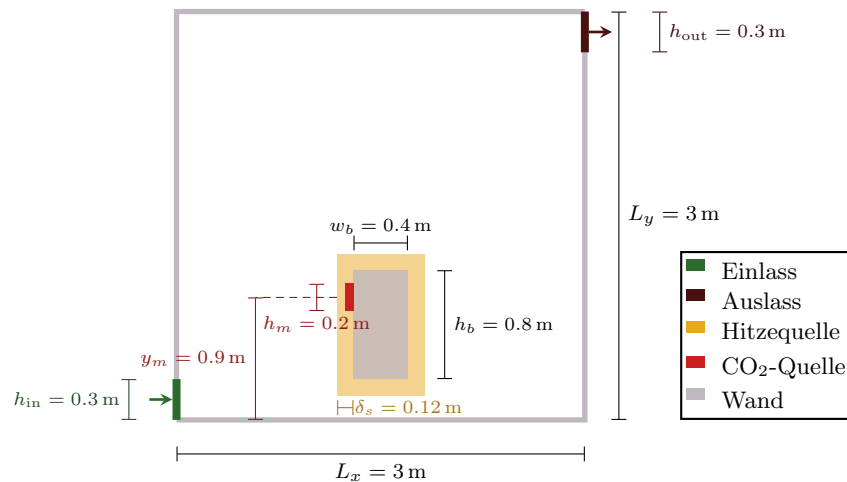 h_out = 0.3 m
w_b = 0.4 m
L_y = 3 m
Einlass
Auslass
Hitzequelle
CO₂-Quelle
Wand
h_m = 0.2 m
h_b = 0.8 m
y_m = 0.9 m
h_in = 0.3 m
δ_s = 0.12 m
L_x = 3 m